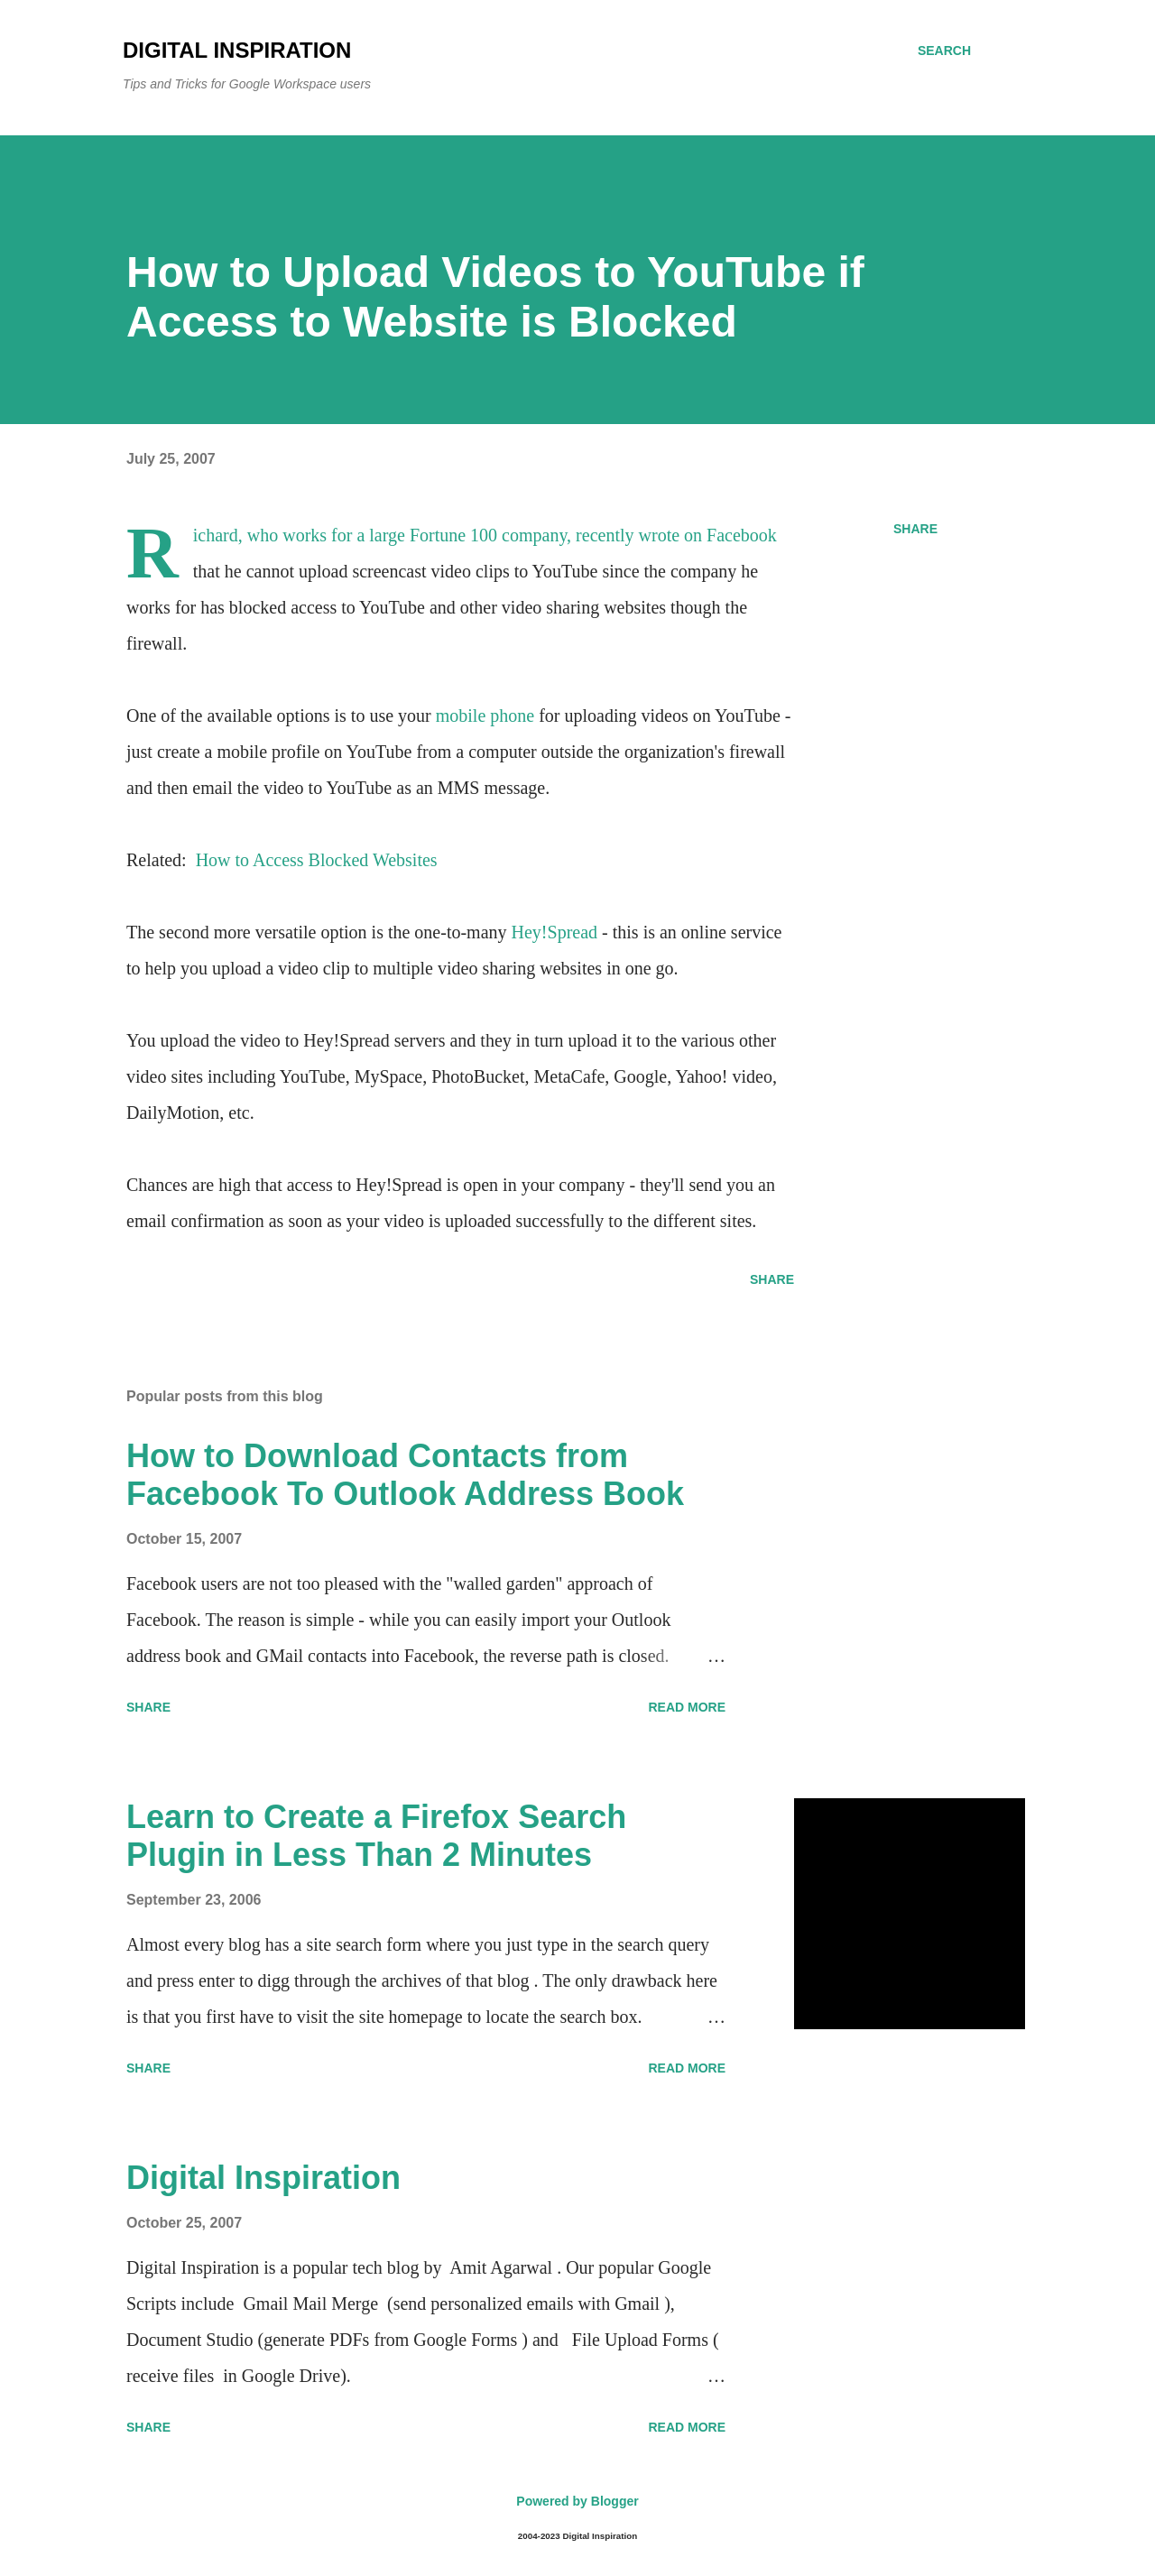 DIGITAL INSPIRATION
SEARCH
Tips and Tricks for Google Workspace users
How to Upload Videos to YouTube if
Access to Website is Blocked
July 25, 2007
SHARE
Richard, who works for a large Fortune 100 company, recently wrote on Facebook
that he cannot upload screencast video clips to YouTube since the company he
works for has blocked access to YouTube and other video sharing websites though the
firewall.
One of the available options is to use your mobile phone for uploading videos on YouTube -
just create a mobile profile on YouTube from a computer outside the organization's firewall
and then email the video to YouTube as an MMS message.
Related:  How to Access Blocked Websites
The second more versatile option is the one-to-many Hey!Spread - this is an online service
to help you upload a video clip to multiple video sharing websites in one go.
You upload the video to Hey!Spread servers and they in turn upload it to the various other
video sites including YouTube, MySpace, PhotoBucket, MetaCafe, Google, Yahoo! video,
DailyMotion, etc.
Chances are high that access to Hey!Spread is open in your company - they'll send you an
email confirmation as soon as your video is uploaded successfully to the different sites.
SHARE
Popular posts from this blog
How to Download Contacts from
Facebook To Outlook Address Book
October 15, 2007
Facebook users are not too pleased with the "walled garden" approach of
Facebook. The reason is simple - while you can easily import your Outlook
address book and GMail contacts into Facebook, the reverse path is closed. …
SHARE
READ MORE
Learn to Create a Firefox Search
Plugin in Less Than 2 Minutes
September 23, 2006
Almost every blog has a site search form where you just type in the search query
and press enter to digg through the archives of that blog . The only drawback here
is that you first have to visit the site homepage to locate the search box. …
SHARE
READ MORE
Digital Inspiration
October 25, 2007
Digital Inspiration is a popular tech blog by  Amit Agarwal . Our popular Google
Scripts include  Gmail Mail Merge  (send personalized emails with Gmail ),
Document Studio (generate PDFs from Google Forms ) and   File Upload Forms (
receive files  in Google Drive). …
SHARE
READ MORE
Powered by Blogger
2004-2023 Digital Inspiration